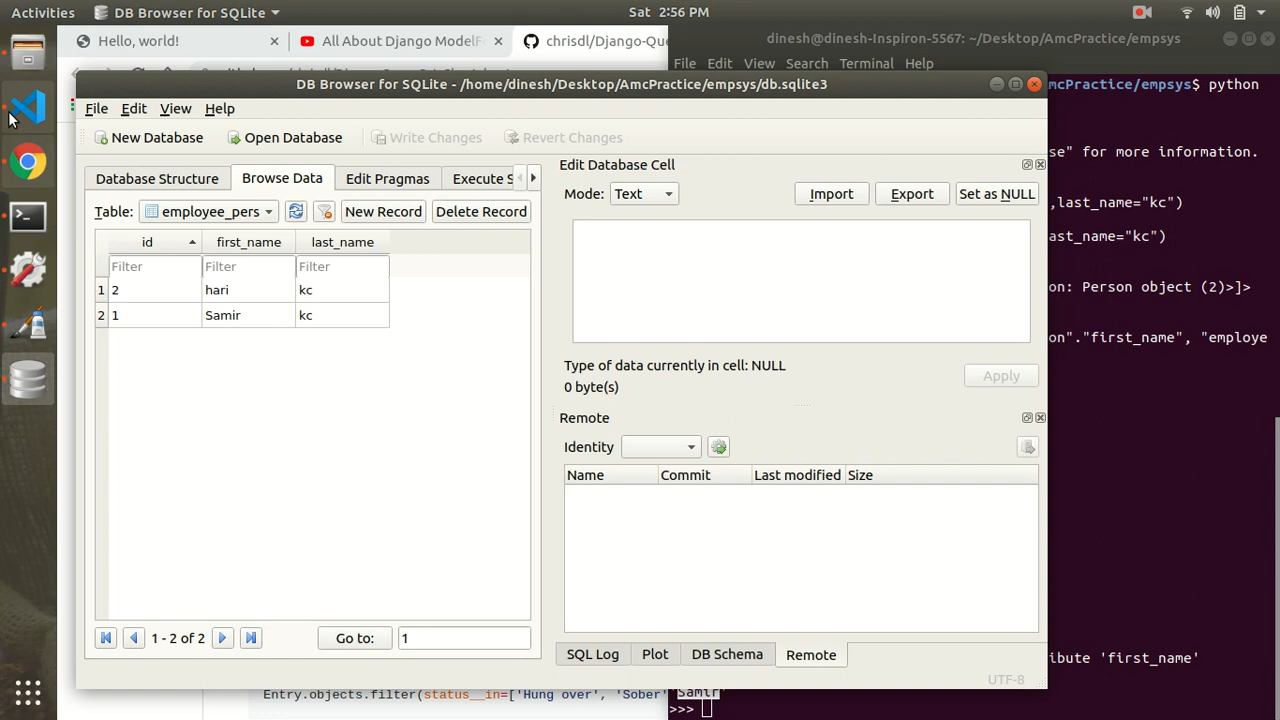 Activities
DB Browser for SQLite
Sat 2:56 PM
Hello, world!
All About Django ModelF
chrisdl/Django-Que
dinesh@dinesh-Inspiron-5567: ~/Desktop/AmcPractice/empsys
File Edit View Search Terminal Help
DB Browser for SQLite - /home/dinesh/Desktop/AmcPractice/empsys/db.sqlite3
mcPractice/empsys$ python
File Edit View Help
New Database Open Database Write Changes Revert Changes
se" for more information.
Database Structure Browse Data Edit Pragmas Execute S
Table: employee_pers New Record Delete Record
id first_name last_name
Filter Filter Filter
1 2 hari kc
2 1 Samir kc
1 - 2 of 2 Go to: 1
Edit Database Cell
Mode: Text Import Export Set as NULL
Type of data currently in cell: NULL
0 byte(s)
Apply
Remote
Identity
Name Commit Last modified Size
SQL Log Plot DB Schema Remote
UTF-8
,last_name="kc")
ast_name="kc")
on: Person object (2)>]>
on"."first_name", "employe
ibute 'first_name'
Entry.objects.filter(status__in=['Hung over', 'Sober'
Samir
>>>